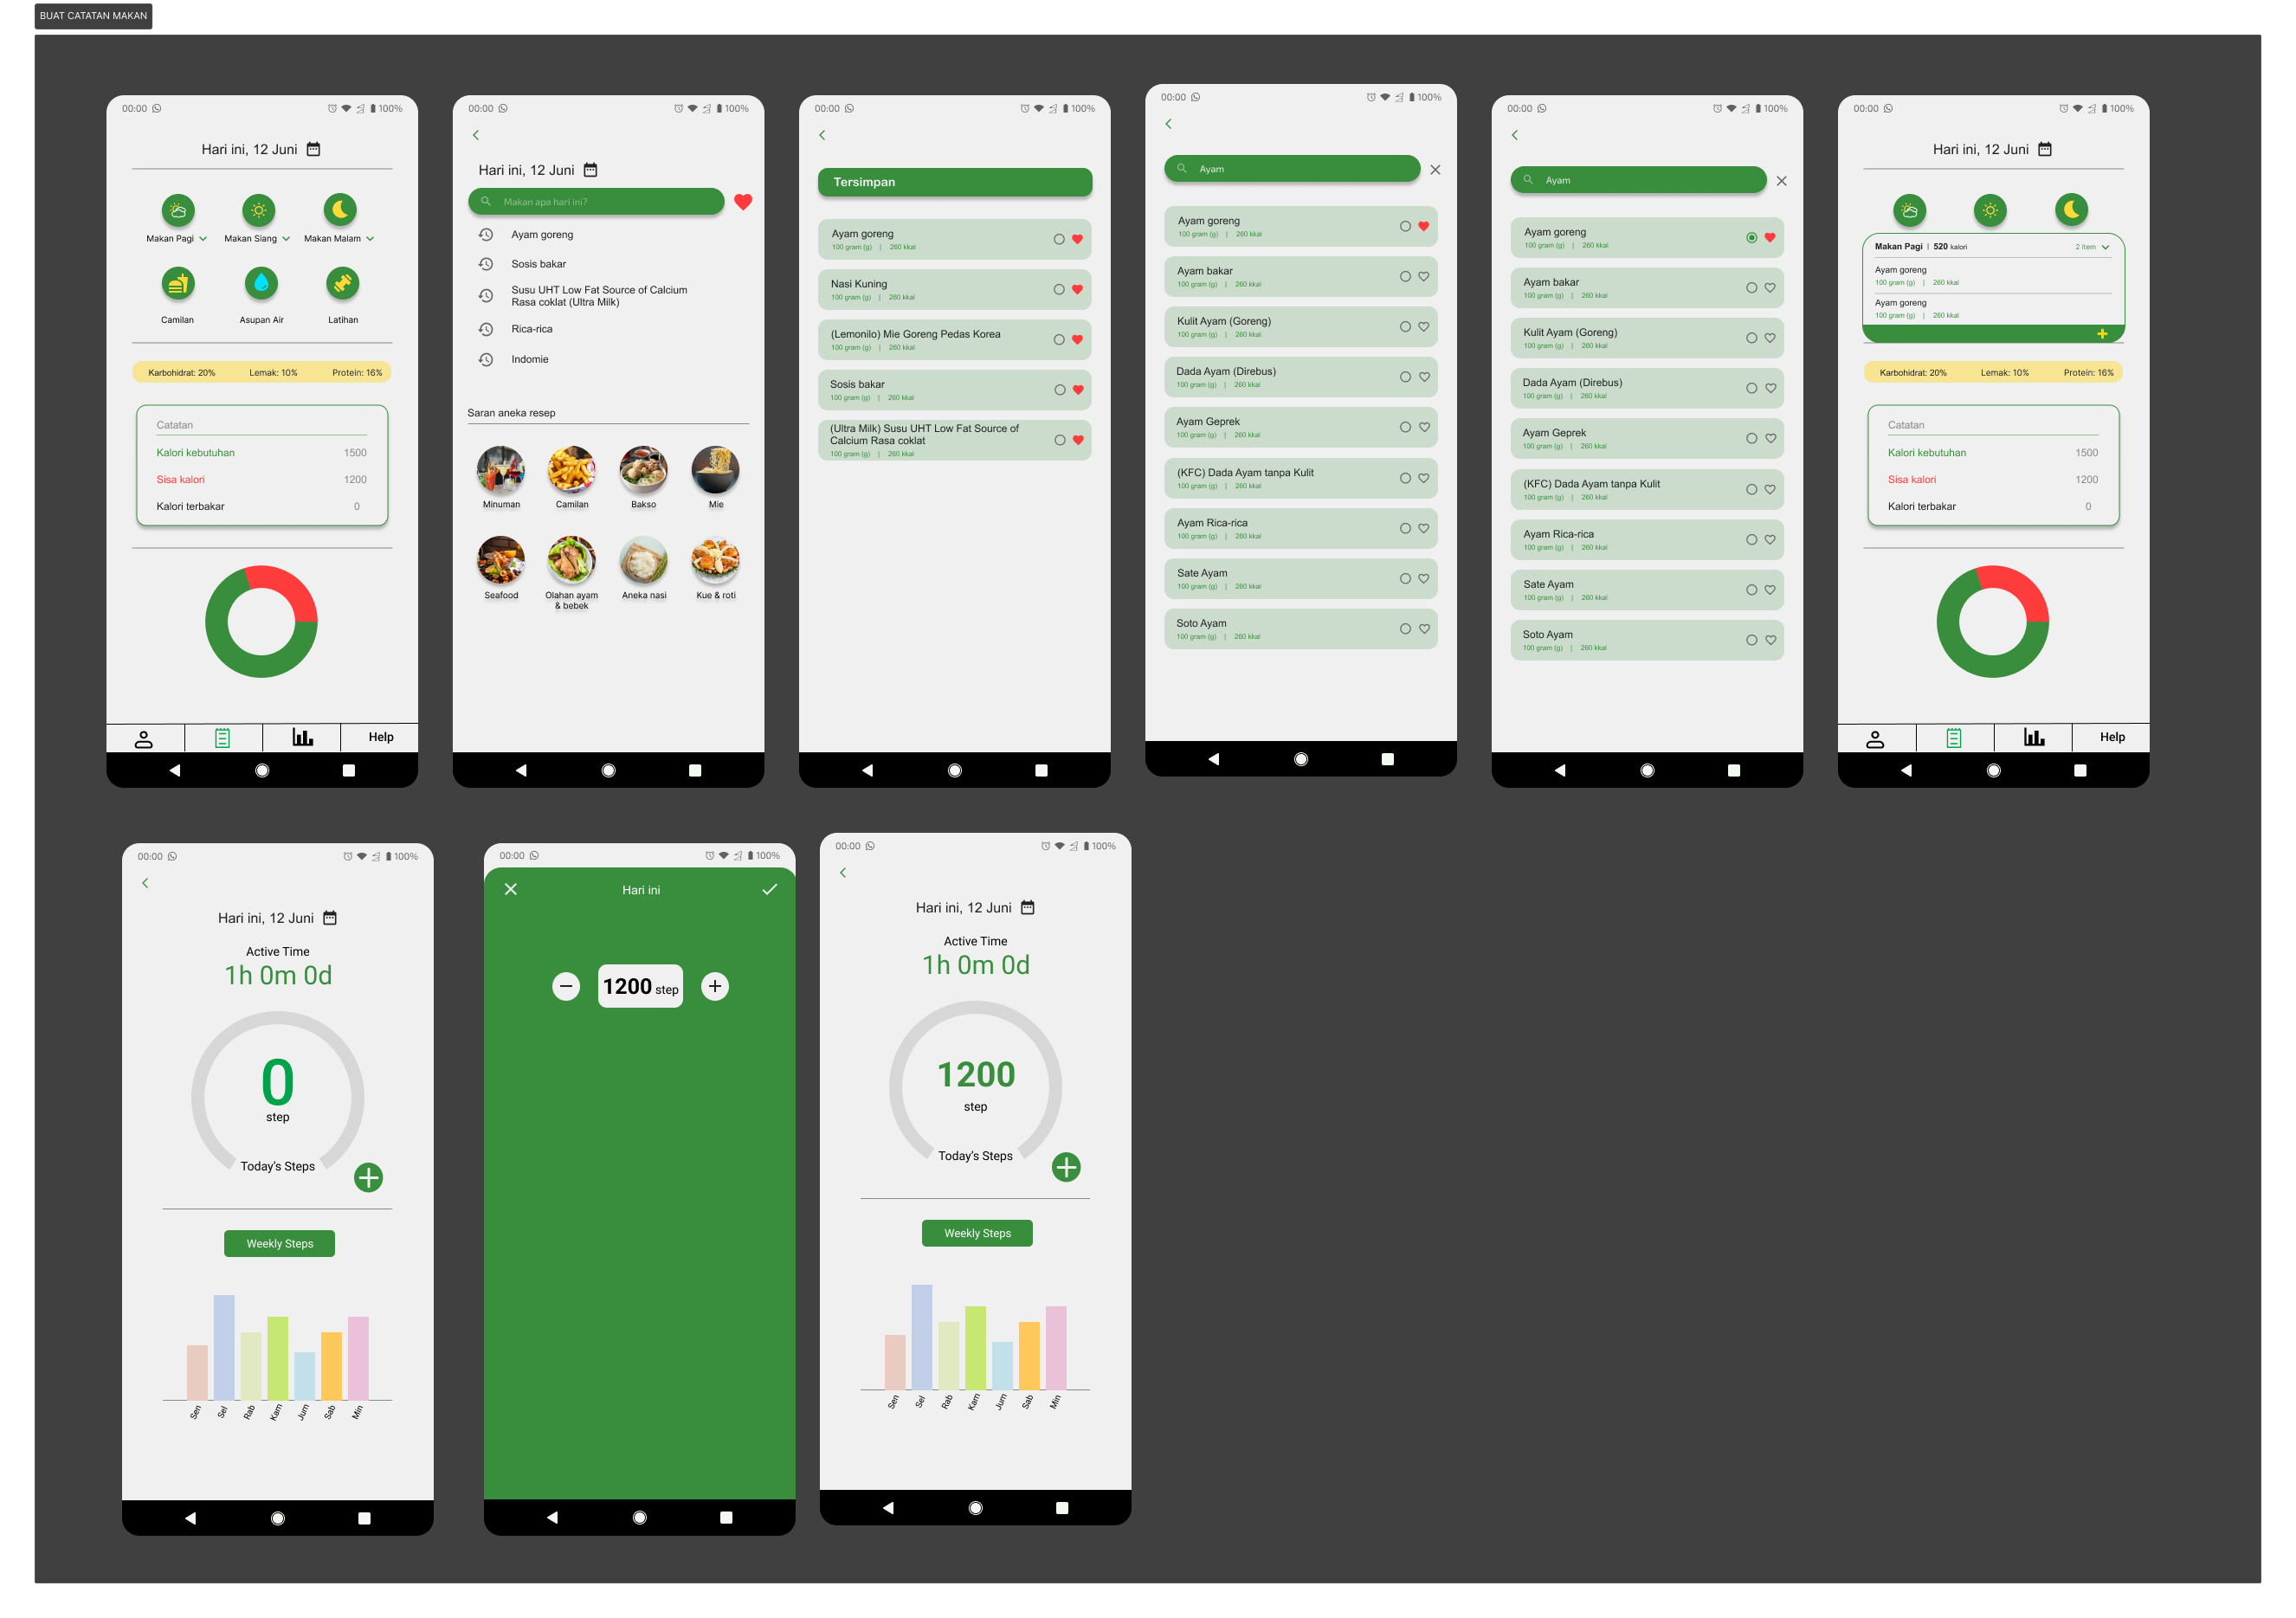 BUAT CATATAN MAKAN
00:00 100%
Hari ini, 12 Juni
Makan Pagi Makan Siang Makan Malam
Camilan Asupan Air Latihan
Karbohidrat: 20% Lemak: 10% Protein: 16%
Catatan
Kalori kebutuhan 1500
Sisa kalori 1200
Kalori terbakar 0
Help
00:00 100%
Hari ini, 12 Juni
Makan apa hari ini?
Ayam goreng
Sosis bakar
Susu UHT Low Fat Source of Calcium
Rasa coklat (Ultra Milk)
Rica-rica
Indomie
Saran aneka resep
Minuman Camilan Bakso Mie
Seafood Olahan ayam Aneka nasi Kue & roti
& bebek
00:00 100%
Tersimpan
Ayam goreng
100 gram (g) | 260 kkal
Nasi Kuning
100 gram (g) | 260 kkal
(Lemonilo) Mie Goreng Pedas Korea
100 gram (g) | 260 kkal
Sosis bakar
100 gram (g) | 260 kkal
(Ultra Milk) Susu UHT Low Fat Source of
Calcium Rasa coklat
100 gram (g) | 260 kkal
00:00 100%
Ayam
Ayam goreng
100 gram (g) | 260 kkal
Ayam bakar
100 gram (g) | 260 kkal
Kulit Ayam (Goreng)
100 gram (g) | 260 kkal
Dada Ayam (Direbus)
100 gram (g) | 260 kkal
Ayam Geprek
100 gram (g) | 260 kkal
(KFC) Dada Ayam tanpa Kulit
100 gram (g) | 260 kkal
Ayam Rica-rica
100 gram (g) | 260 kkal
Sate Ayam
100 gram (g) | 260 kkal
Soto Ayam
100 gram (g) | 260 kkal
00:00 100%
Ayam
Ayam goreng
100 gram (g) | 260 kkal
Ayam bakar
100 gram (g) | 260 kkal
Kulit Ayam (Goreng)
100 gram (g) | 260 kkal
Dada Ayam (Direbus)
100 gram (g) | 260 kkal
Ayam Geprek
100 gram (g) | 260 kkal
(KFC) Dada Ayam tanpa Kulit
100 gram (g) | 260 kkal
Ayam Rica-rica
100 gram (g) | 260 kkal
Sate Ayam
100 gram (g) | 260 kkal
Soto Ayam
100 gram (g) | 260 kkal
00:00 100%
Hari ini, 12 Juni
Makan Pagi | 520 kalori 2 item
Ayam goreng
100 gram (g) | 260 kkal
Ayam goreng
100 gram (g) | 260 kkal
Karbohidrat: 20% Lemak: 10% Protein: 16%
Catatan
Kalori kebutuhan 1500
Sisa kalori 1200
Kalori terbakar 0
Help
00:00 100%
Hari ini, 12 Juni
Active Time
1h 0m 0d
0
step
Today's Steps
Weekly Steps
Sen Sel Rab Kam Jum Sab Min
00:00 100%
Hari ini
1200 step
00:00 100%
Hari ini, 12 Juni
Active Time
1h 0m 0d
1200
step
Today's Steps
Weekly Steps
Sen Sel Rab Kam Jum Sab Min